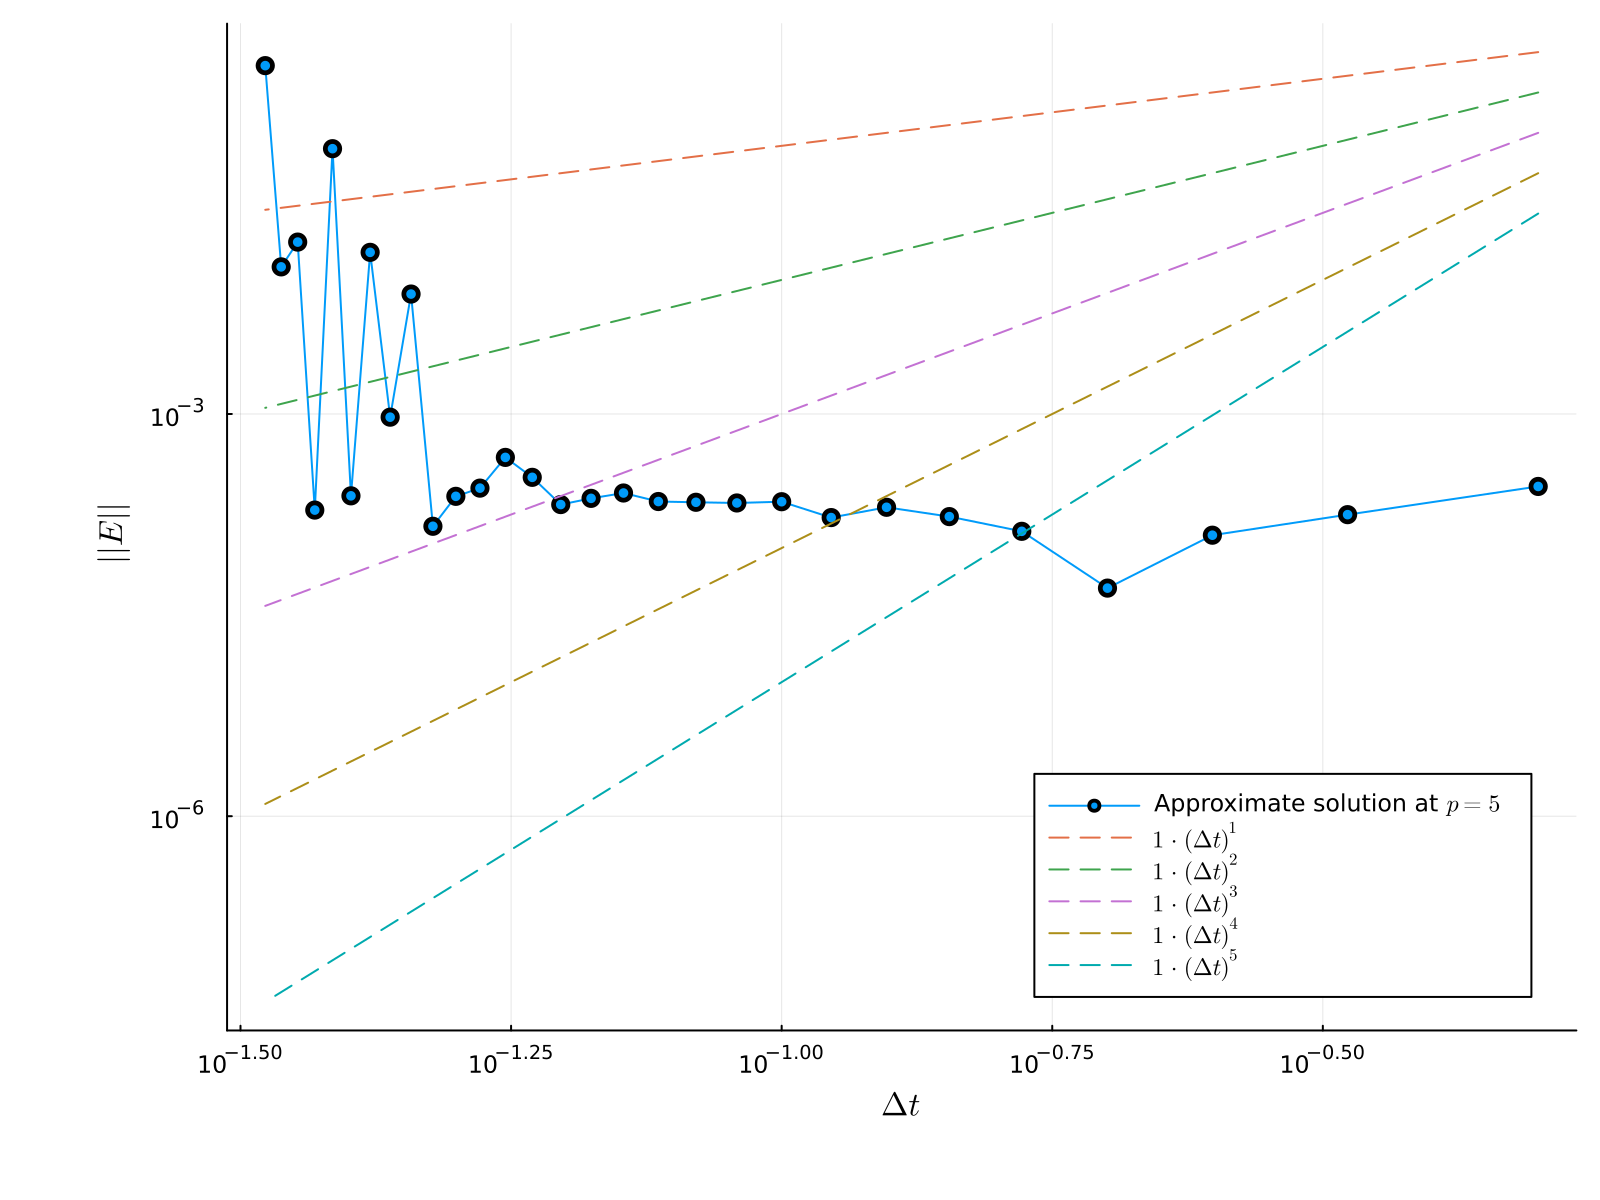 10⁻³
||E||
10⁻⁶
Approximate solution at p = 5
1 · (Δt)¹
1 · (Δt)²
1 · (Δt)³
1 · (Δt)⁴
1 · (Δt)⁵
10⁻¹·⁵⁰ 10⁻¹·²⁵ 10⁻¹·⁰⁰ 10⁻⁰·⁷⁵ 10⁻⁰·⁵⁰
Δt